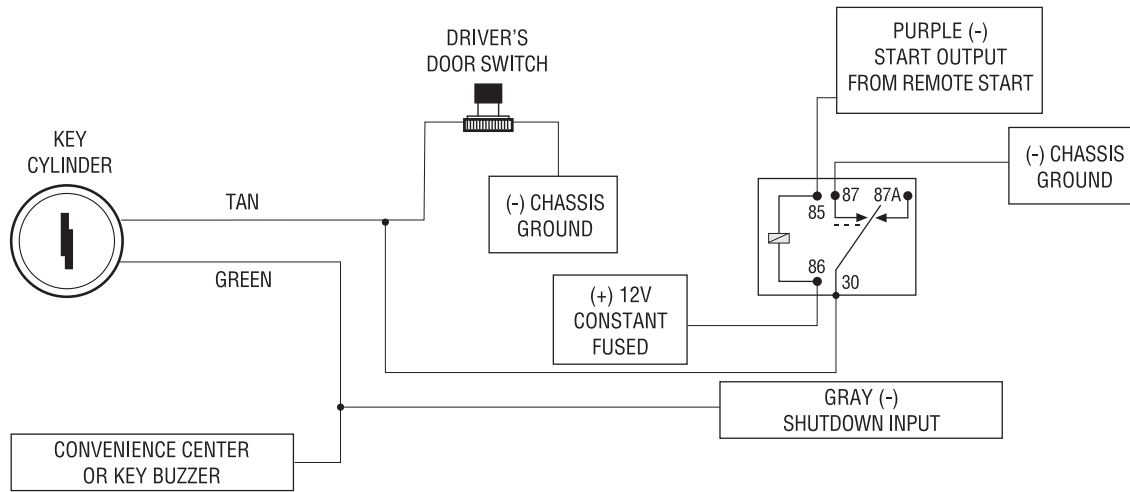 PURPLE (-)
START OUTPUT
FROM REMOTE START
DRIVER'S
DOOR SWITCH
KEY
CYLINDER
(-) CHASSIS
GROUND
TAN
(-) CHASSIS
GROUND
87
87A
85
86
30
GREEN
(+) 12V
CONSTANT
FUSED
GRAY (-)
SHUTDOWN INPUT
CONVENIENCE CENTER
OR KEY BUZZER